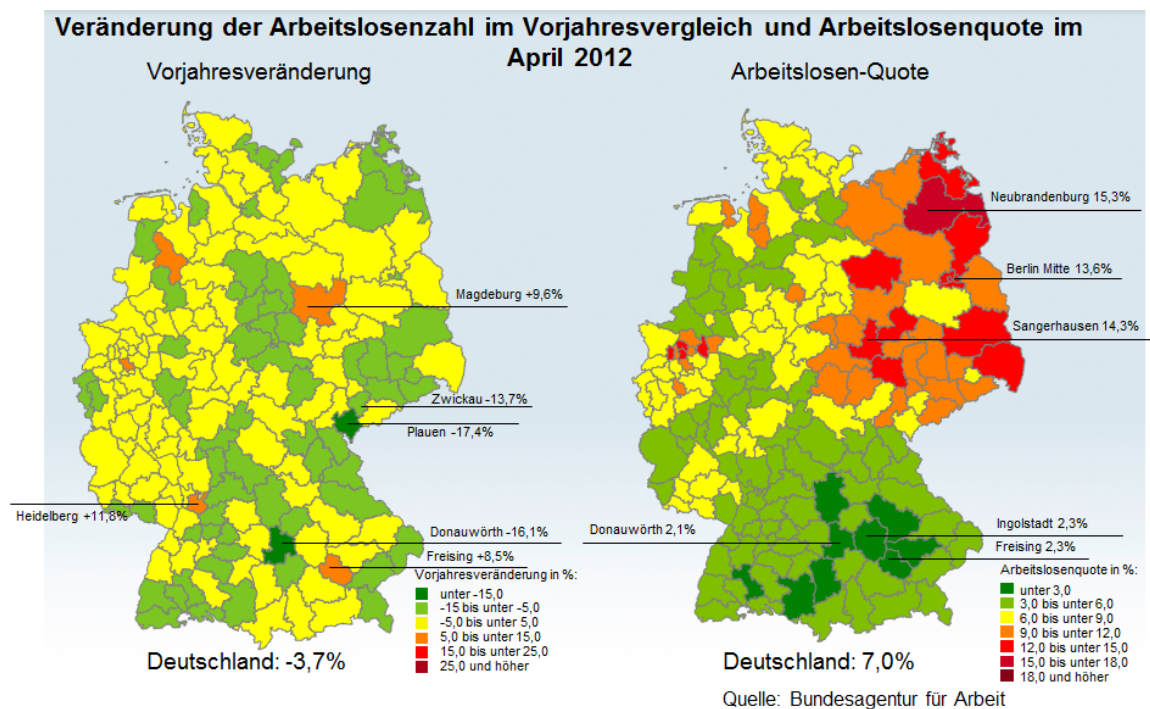 Veränderung der Arbeitslosenzahl im Vorjahresvergleich und Arbeitslosenquote im
April 2012
Vorjahresveränderung
Arbeitslosen-Quote
Magdeburg +9,6%
Zwickau -13,7%
Plauen -17,4%
Heidelberg +11,8%
Donauwörth -16,1%
Freising +8,5%
Vorjahresveränderung in %:
unter -15,0
-15 bis unter -5,0
-5,0 bis unter 5,0
5,0 bis unter 15,0
15,0 bis unter 25,0
25,0 und höher
Deutschland: -3,7%
Neubrandenburg 15,3%
Berlin Mitte 13,6%
Sangerhausen 14,3%
Donauwörth 2,1%
Ingolstadt 2,3%
Freising 2,3%
Arbeitslosenquote in %:
unter 3,0
3,0 bis unter 6,0
6,0 bis unter 9,0
9,0 bis unter 12,0
12,0 bis unter 15,0
15,0 bis unter 18,0
18,0 und höher
Deutschland: 7,0%
Quelle: Bundesagentur für Arbeit